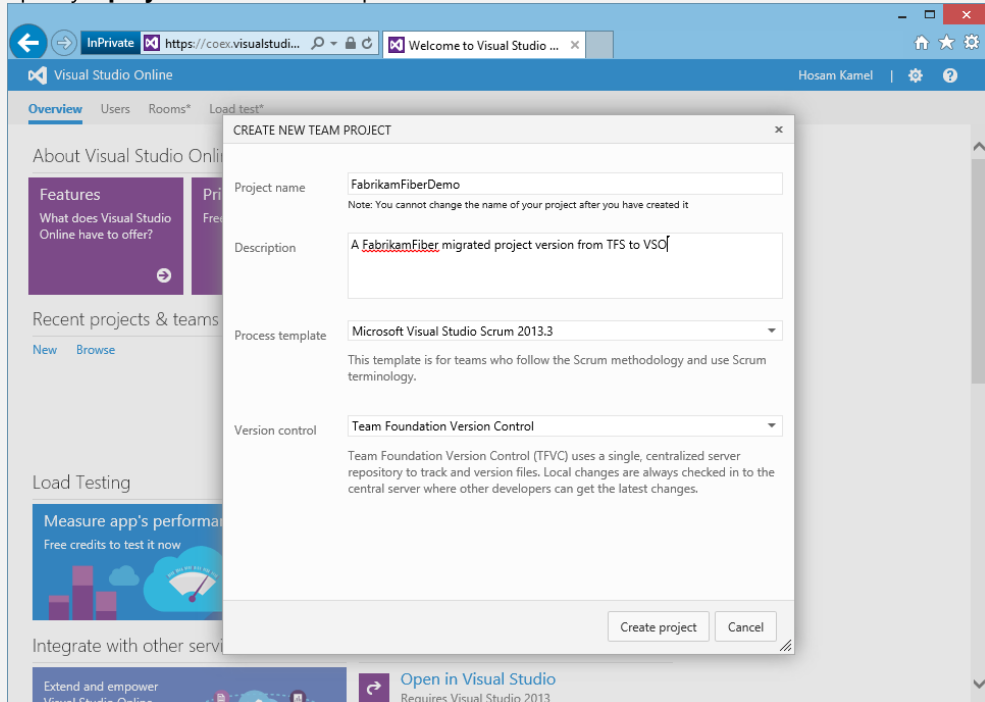 InPrivate https://coex.visualstudi... Welcome to Visual Studio ...
Visual Studio Online Hosam Kamel | ?
Overview Users Rooms* Load test*
CREATE NEW TEAM PROJECT
About Visual Studio Onli
Features
What does Visual Studio
Online have to offer?
Pri
Free
Project name FabrikamFiberDemo
Note: You cannot change the name of your project after you have created it
Description A FabrikamFiber migrated project version from TFS to VSO
Recent projects & teams
New Browse
Process template Microsoft Visual Studio Scrum 2013.3
This template is for teams who follow the Scrum methodology and use Scrum
terminology.
Version control Team Foundation Version Control
Team Foundation Version Control (TFVC) uses a single, centralized server
repository to track and version files. Local changes are always checked in to the
central server where other developers can get the latest changes.
Load Testing
Measure app's performa
Free credits to test it now
Create project Cancel
Integrate with other servi
Extend and empower
Visual Studio Online
Open in Visual Studio
Requires Visual Studio 2013